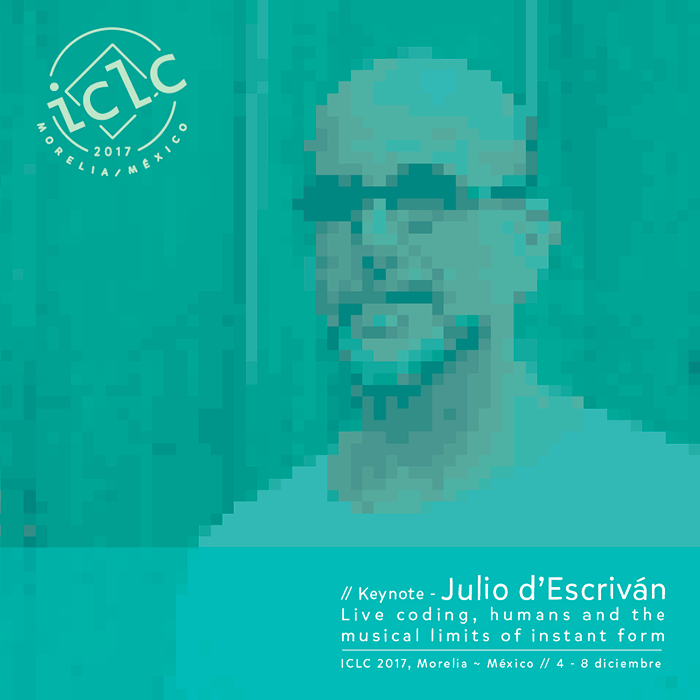 iclc
2017
MORELIA/MÉXICO
// Keynote - Julio d'Escriván
Live coding, humans and the
musical limits of instant form
ICLC 2017, Morelia ~ México // 4 - 8 diciembre